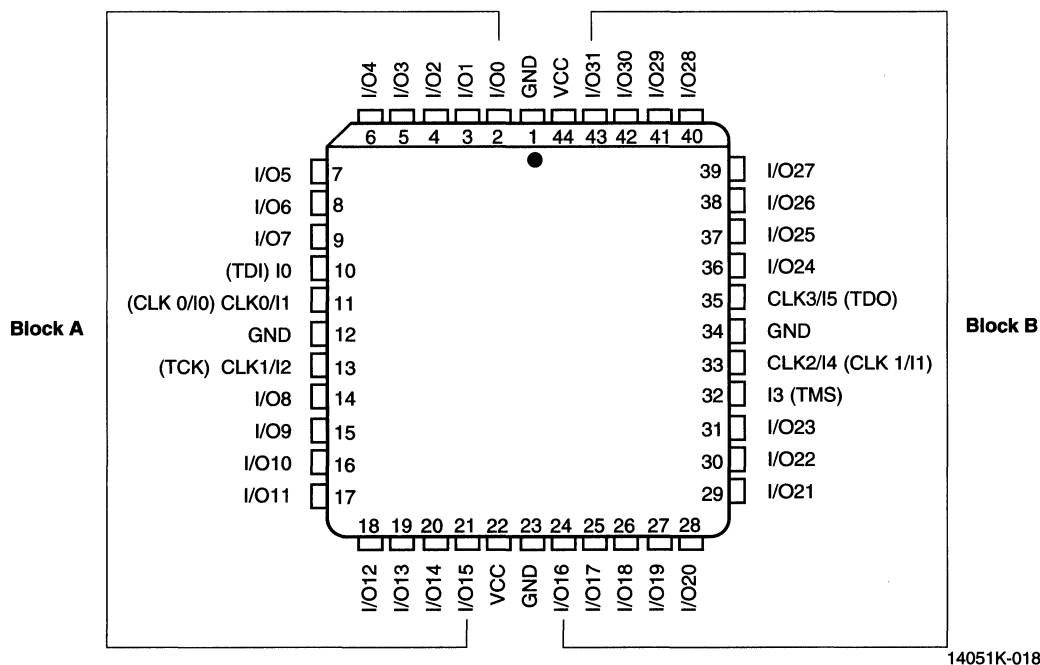 I/O4 I/O3 I/O2 I/O1 I/O0 GND VCC I/O31 I/O30 I/O29 I/O28
6 5 4 3 2 1 44 43 42 41 40
I/O5 7 39 I/O27
I/O6 8 38 I/O26
I/O7 9 37 I/O25
(TDI) I0 10 36 I/O24
(CLK 0/I0) CLK0/I1 11 35 CLK3/I5 (TDO)
Block A GND 12 34 GND Block B
(TCK) CLK1/I2 13 33 CLK2/I4 (CLK 1/I1)
I/O8 14 32 I3 (TMS)
I/O9 15 31 I/O23
I/O10 16 30 I/O22
I/O11 17 29 I/O21
18 19 20 21 22 23 24 25 26 27 28
I/O12 I/O13 I/O14 I/O15 VCC GND I/O16 I/O17 I/O18 I/O19 I/O20
14051K-018